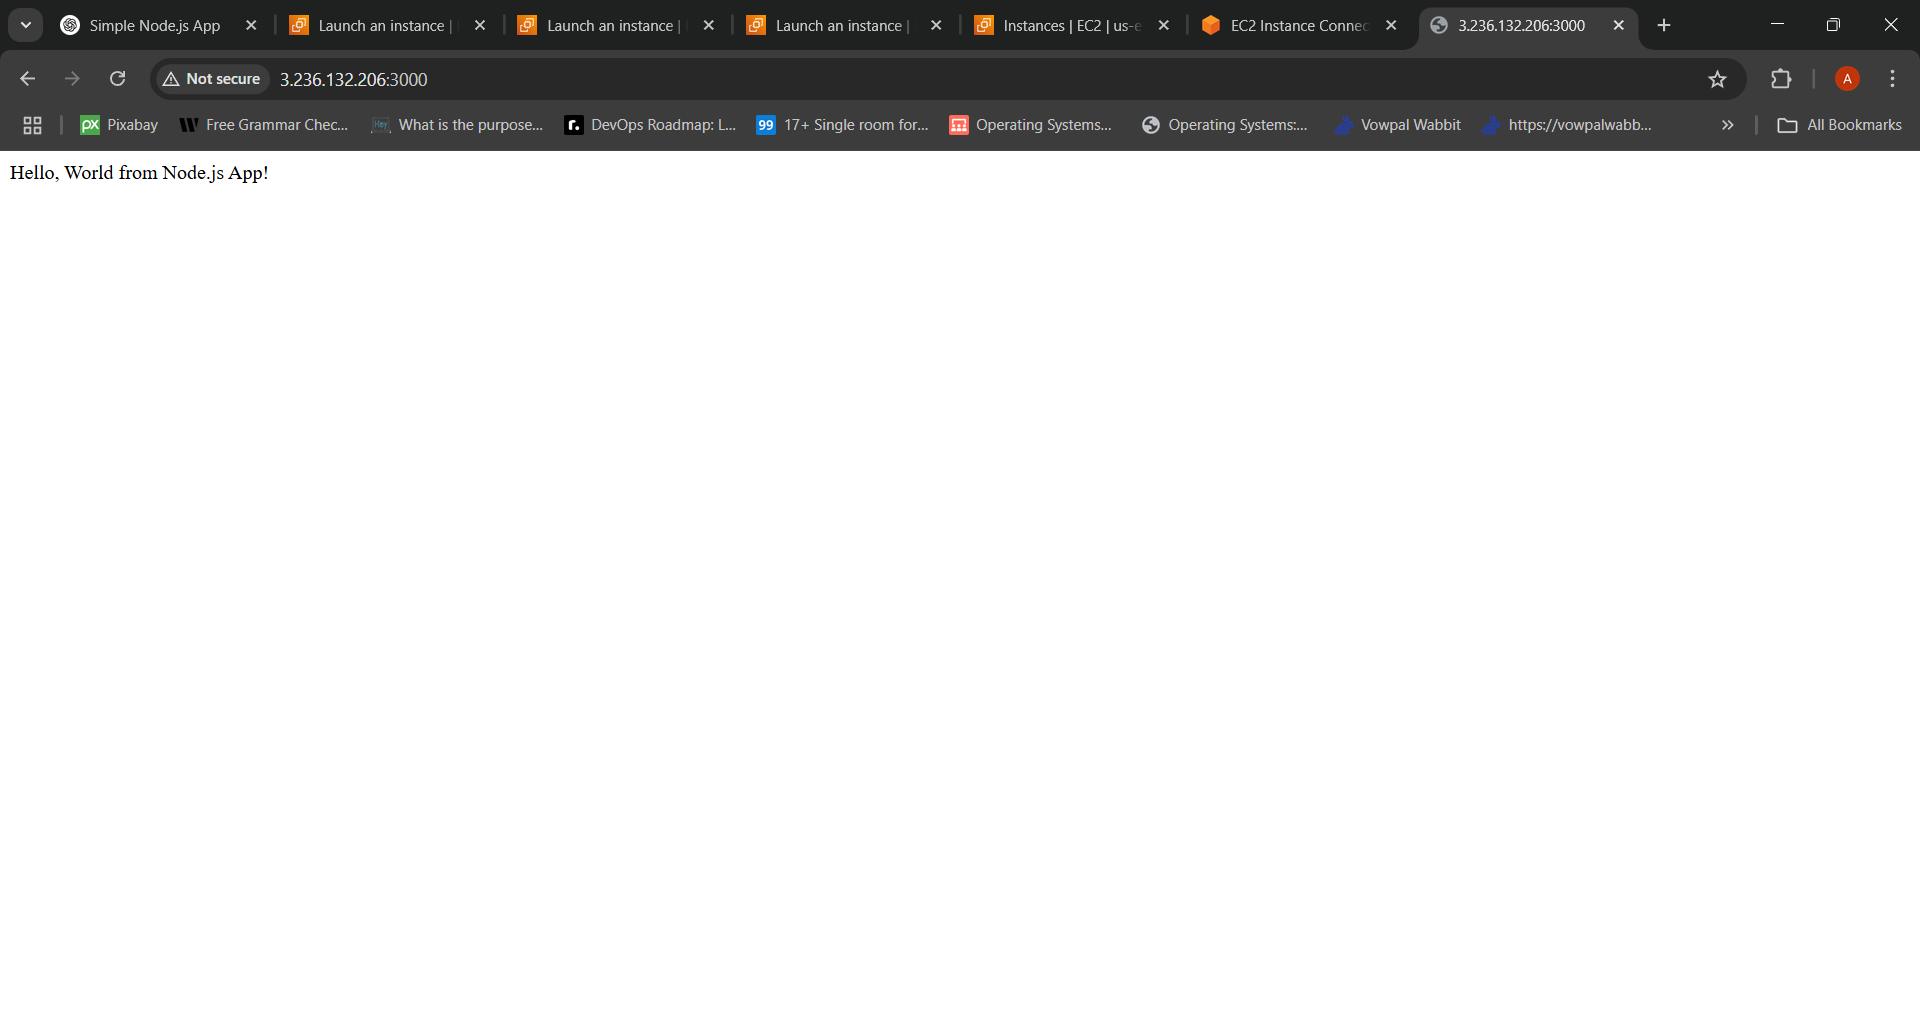 Simple Node.js App
Launch an instance |
Launch an instance |
Launch an instance |
Instances | EC2 | us-e
EC2 Instance Connec
3.236.132.206:3000
Not secure
3.236.132.206:3000
A
px Pixabay
W Free Grammar Chec...
Hey What is the purpose...
r. DevOps Roadmap: L...
99 17+ Single room for...
Operating Systems...
Operating Systems:...
Vowpal Wabbit
https://vowpalwabb...
»
All Bookmarks
Hello, World from Node.js App!